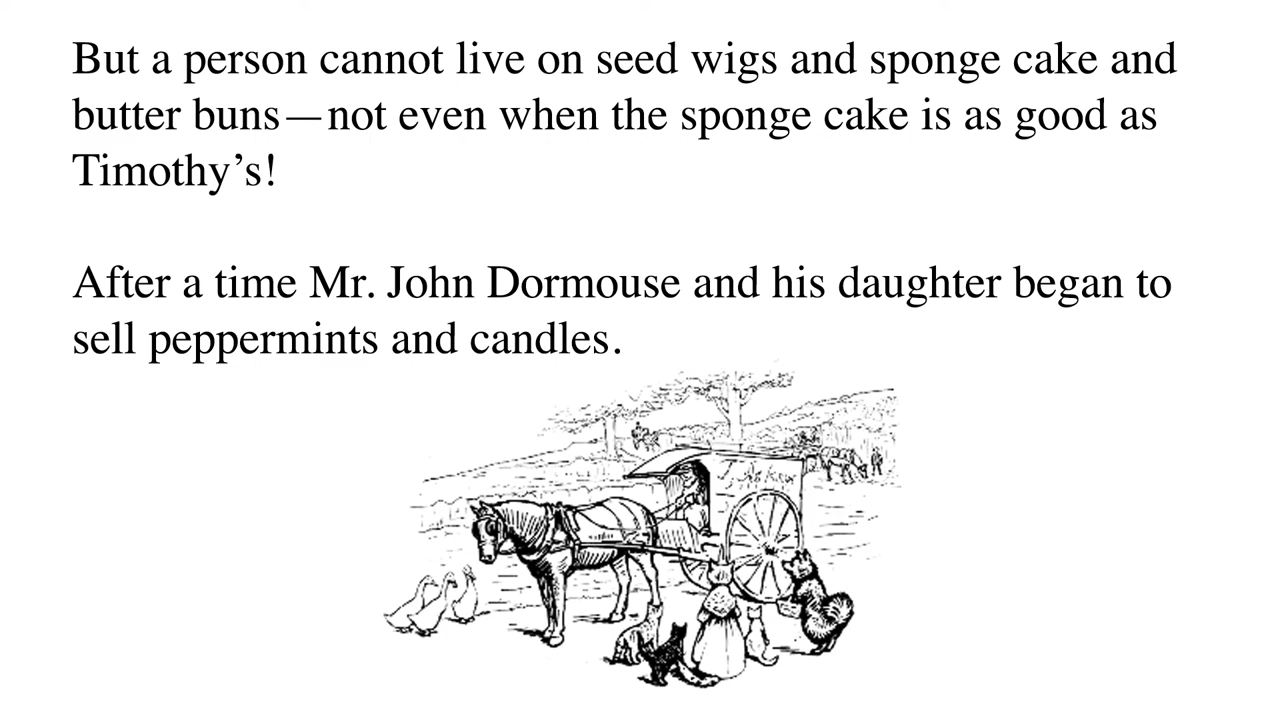 But a person cannot live on seed wigs and sponge cake and
butter buns—not even when the sponge cake is as good as
Timothy’s!
After a time Mr. John Dormouse and his daughter began to
sell peppermints and candles.